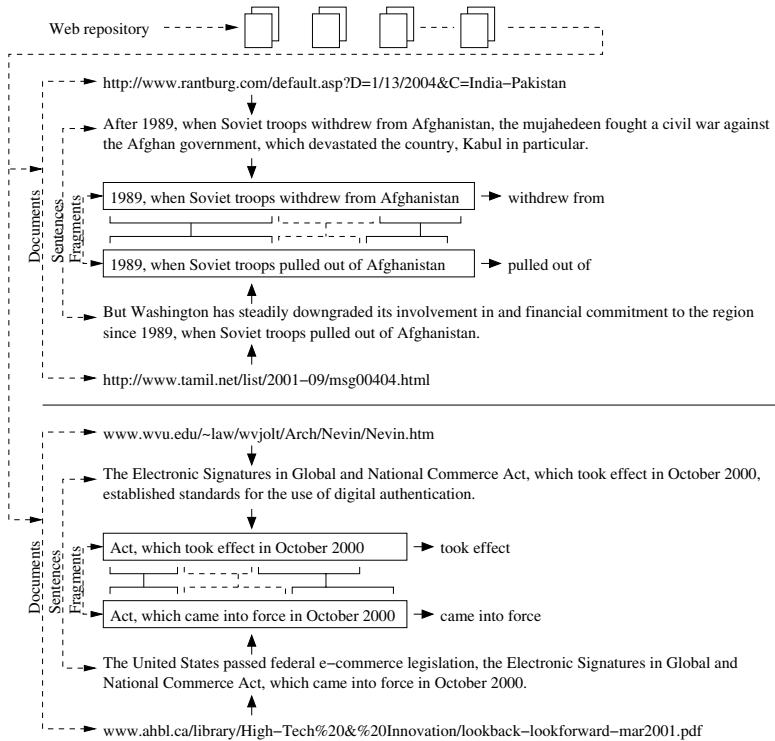 Web repository
http://www.rantburg.com/default.asp?D=1/13/2004&C=India−Pakistan
After 1989, when Soviet troops withdrew from Afghanistan, the mujahedeen fought a civil war against
the Afghan government, which devastated the country, Kabul in particular.
Documents
Sentences
Fragments
1989, when Soviet troops withdrew from Afghanistan
withdrew from
1989, when Soviet troops pulled out of Afghanistan
pulled out of
But Washington has steadily downgraded its involvement in and financial commitment to the region
since 1989, when Soviet troops pulled out of Afghanistan.
http://www.tamil.net/list/2001−09/msg00404.html
www.wvu.edu/~law/wvjolt/Arch/Nevin/Nevin.htm
The Electronic Signatures in Global and National Commerce Act, which took effect in October 2000,
established standards for the use of digital authentication.
Documents
Sentences
Fragments
Act, which took effect in October 2000
took effect
Act, which came into force in October 2000
came into force
The United States passed federal e−commerce legislation, the Electronic Signatures in Global and
National Commerce Act, which came into force in October 2000.
www.ahbl.ca/library/High−Tech%20&%20Innovation/lookback−lookforward−mar2001.pdf